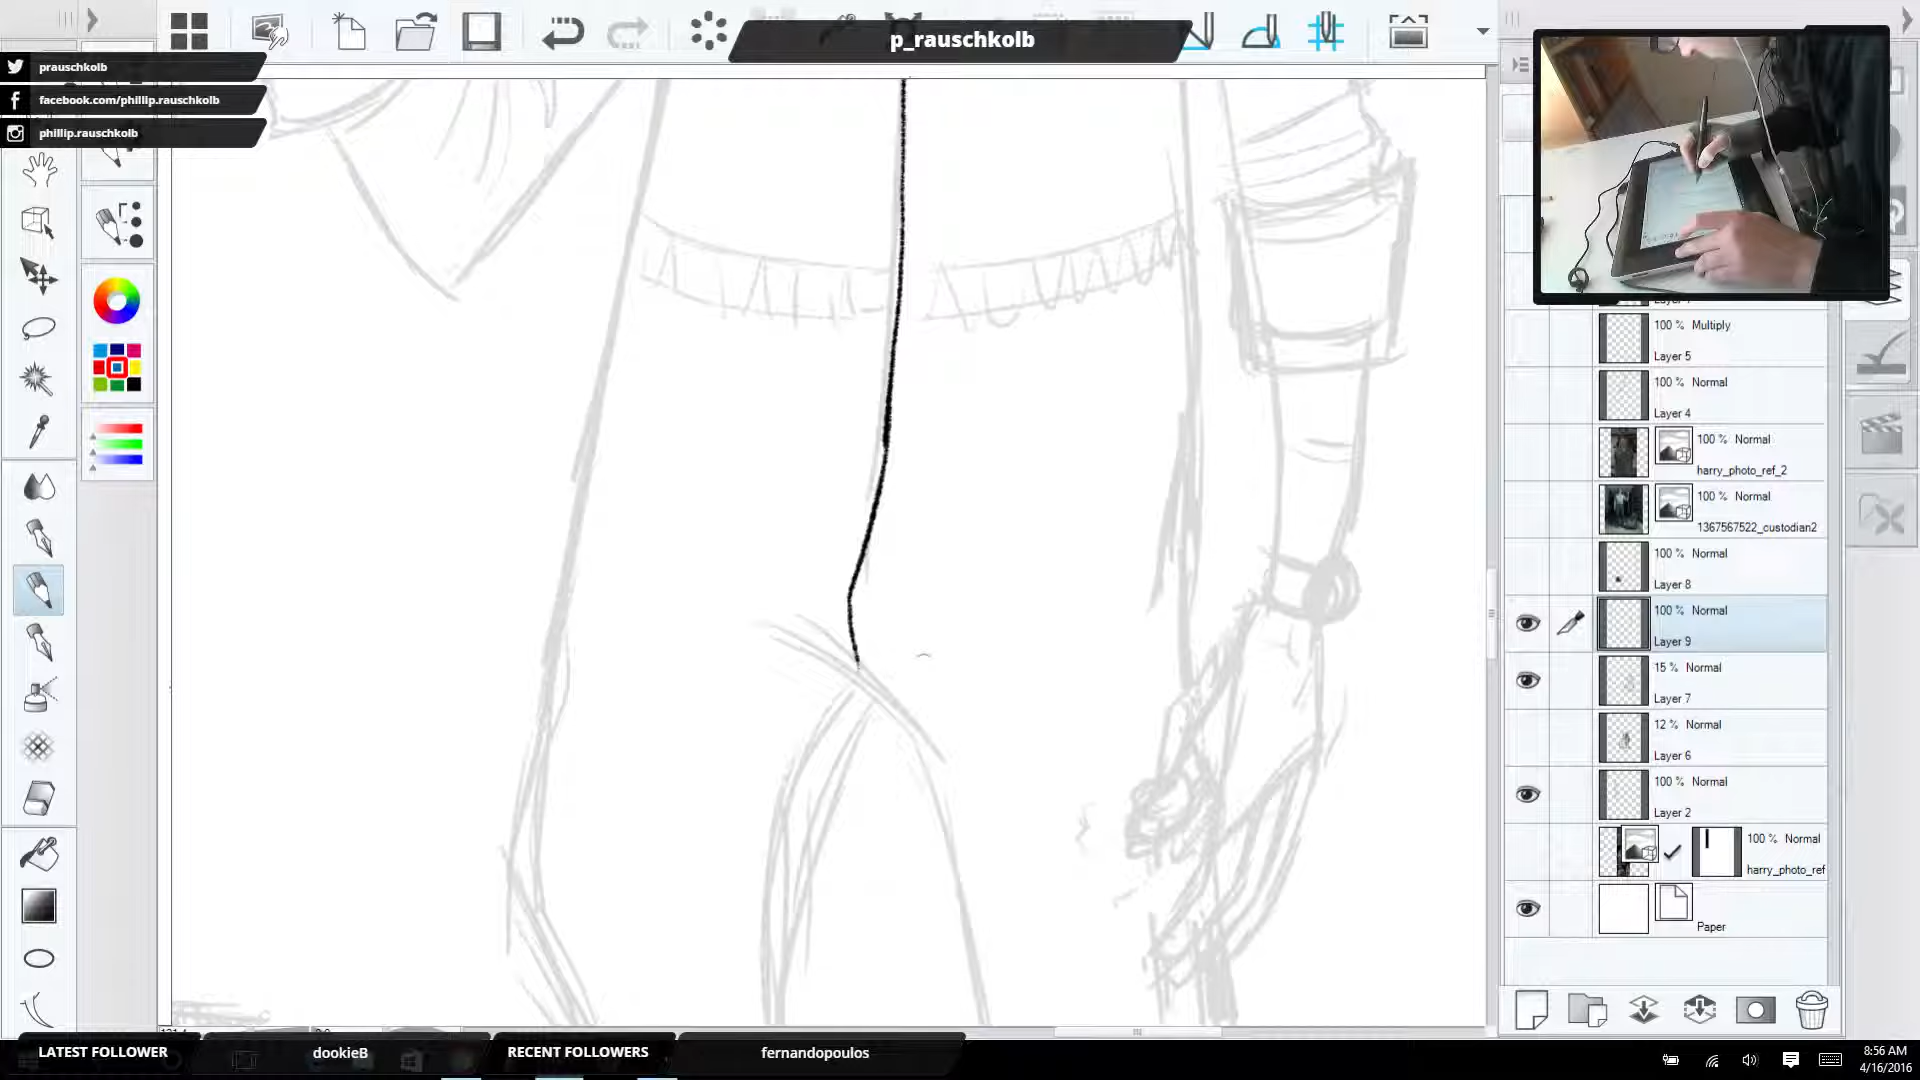 p_rauschkolb
prauschkolb
facebook.com/phillip.rauschkolb
phillip.rauschkolb
100 % Multiply
Layer 5
100 % Normal
Layer 4
100 % Normal
harry_photo_ref_2
100 % Normal
1367567522_custodian2
100 % Normal
Layer 8
100 % Normal
Layer 9
15 % Normal
Layer 7
12 % Normal
Layer 6
100 % Normal
Layer 2
100 % Normal
harry_photo_ref
Paper
LATEST FOLLOWER
dookieB
RECENT FOLLOWERS
fernandopoulos
8:56 AM
4/16/2016